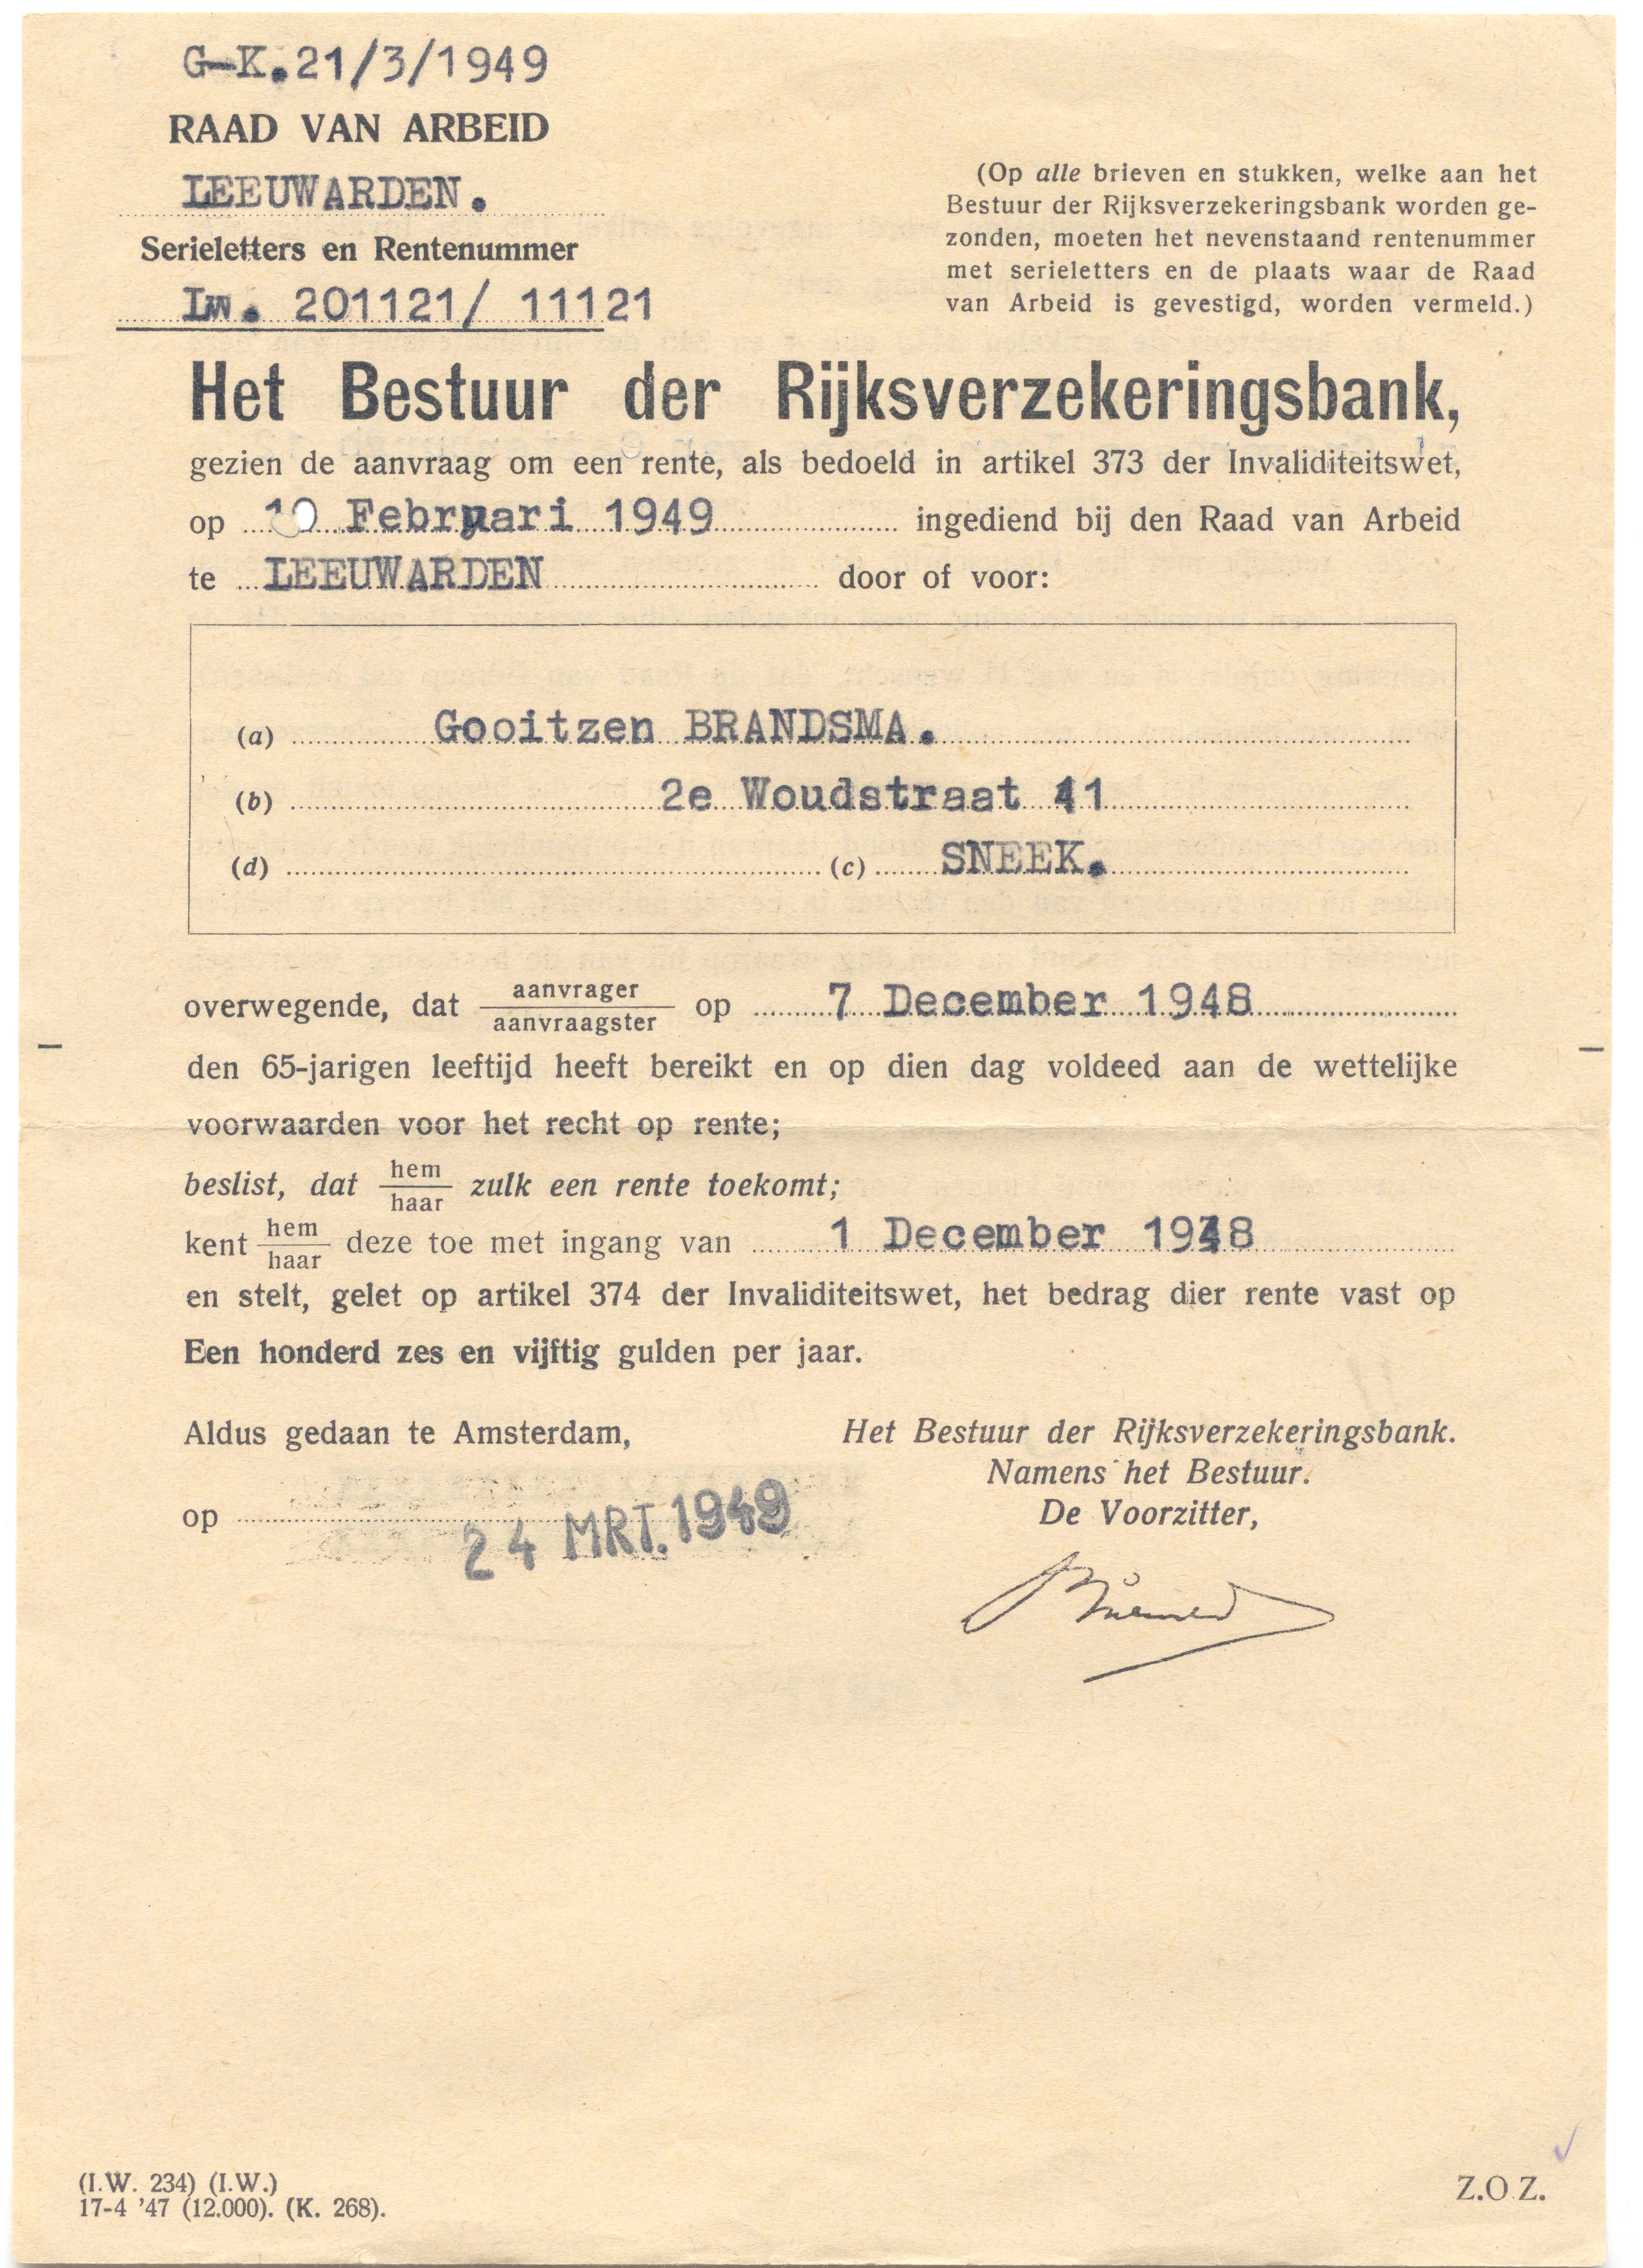 G-K.21/3/1949
RAAD VAN ARBEID
LEEUWARDEN.
Serieletters en Rentenummer
Iw. 201121/ 11121
(Op alle brieven en stukken, welke aan het
Bestuur der Rijksverzekeringsbank worden ge-
zonden, moeten het nevenstaand rentenummer
met serieletters en de plaats waar de Raad
van Arbeid is gevestigd, worden vermeld.)
Het Bestuur der Rijksverzekeringsbank,
gezien de aanvraag om een rente, als bedoeld in artikel 373 der Invaliditeitswet,
op 10 Februari 1949 ingediend bij den Raad van Arbeid
te LEEUWARDEN door of voor:
(a) Gooitzen BRANDSMA.
(b) 2e Woudstraat 41
(d) (c) SNEEK.
overwegende, dat aanvrager/aanvraagster op 7 December 1948
den 65-jarigen leeftijd heeft bereikt en op dien dag voldeed aan de wettelijke
voorwaarden voor het recht op rente;
beslist, dat hem/haar zulk een rente toekomt;
kent hem/haar deze toe met ingang van 1 December 1948
en stelt, gelet op artikel 374 der Invaliditeitswet, het bedrag dier rente vast op
Een honderd zes en vijftig gulden per jaar.
Aldus gedaan te Amsterdam,
op 24 MRT. 1949
Het Bestuur der Rijksverzekeringsbank.
Namens het Bestuur.
De Voorzitter,
(I.W. 234) (I.W.)
17-4 '47 (12.000). (K. 268).
Z.O.Z.